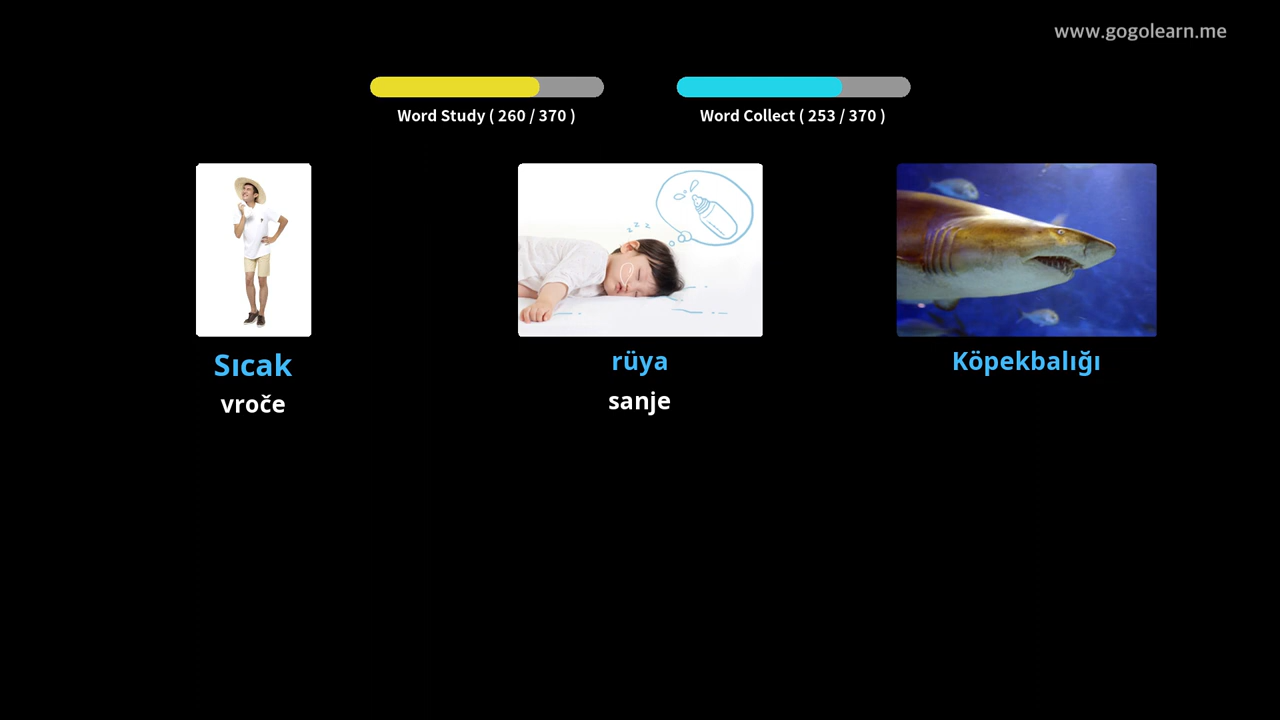 www.gogolearn.me
Word Study ( 260 / 370 )
Word Collect ( 253 / 370 )
Sıcak
vroče
rüya
sanje
Köpekbalığı